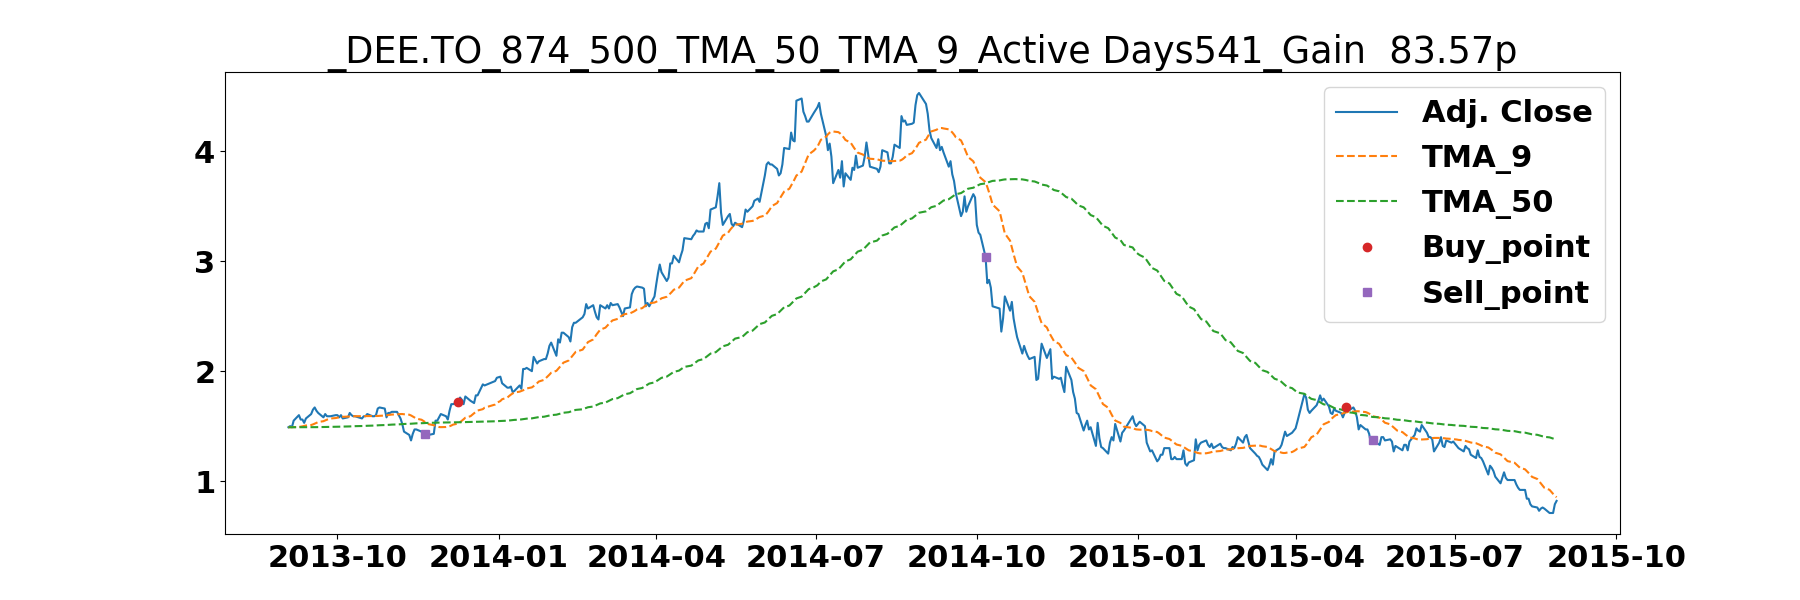 _DEE.TO_874_500_TMA_50_TMA_9_Active Days541_Gain  83.57p
Adj. Close
TMA_9
TMA_50
Buy_point
Sell_point
4
3
2
1
2013-10 2014-01 2014-04 2014-07 2014-10 2015-01 2015-04 2015-07 2015-10